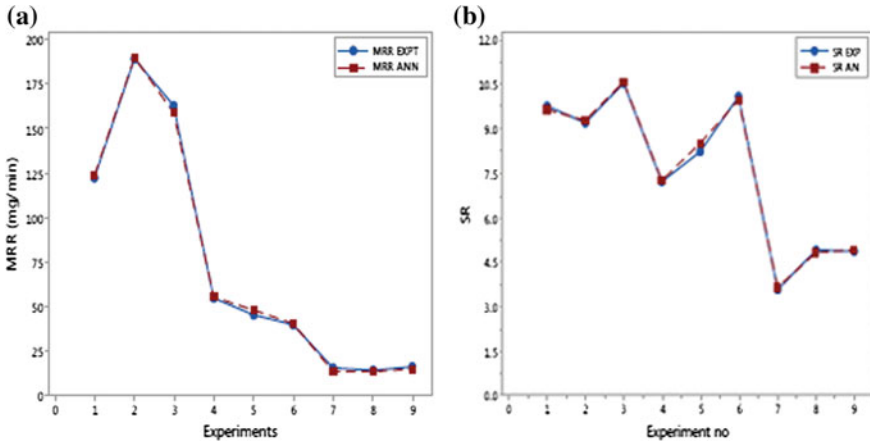 (a)
MRR EXPT
MRR ANN
200
175
150
125
100
75
50
25
0
MRR (mg/min)
0 1 2 3 4 5 6 7 8 9
Experiments
(b)
SR EXP
SR AN
12.0
10.5
9.0
7.5
6.0
4.5
3.0
1.5
0.0
SR
0 1 2 3 4 5 6 7 8 9
Experiment no